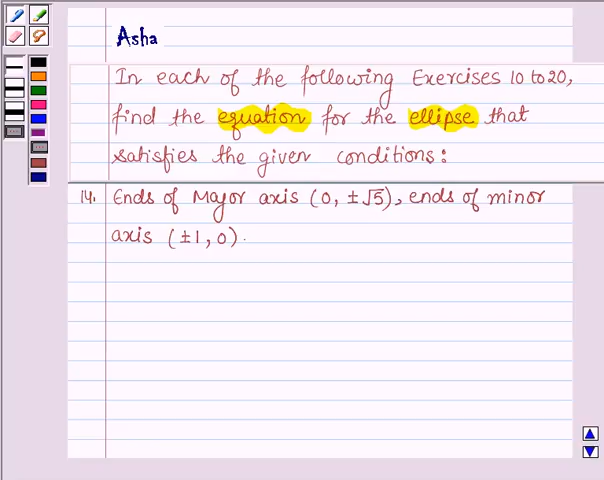 Asha
In each of the following Exercises 10 to 20,
find the equation for the ellipse that
satisfies the given conditions:
14. Ends of Major axis (0, ±√5), ends of minor
axis (±1, 0).